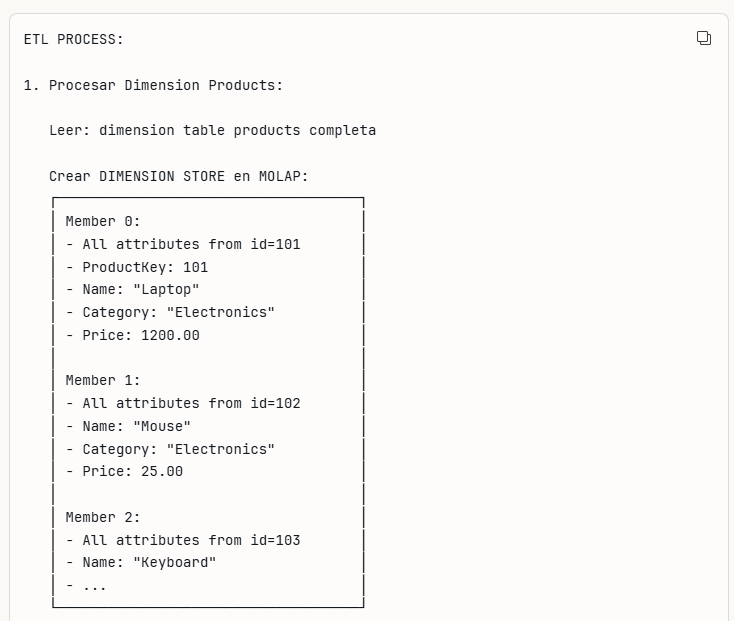 ETL PROCESS:
1. Procesar Dimension Products:
Leer: dimension table products completa
Crear DIMENSION STORE en MOLAP:
Member 0:
- All attributes from id=101
- ProductKey: 101
- Name: "Laptop"
- Category: "Electronics"
- Price: 1200.00
Member 1:
- All attributes from id=102
- Name: "Mouse"
- Category: "Electronics"
- Price: 25.00
Member 2:
- All attributes from id=103
- Name: "Keyboard"
- ...